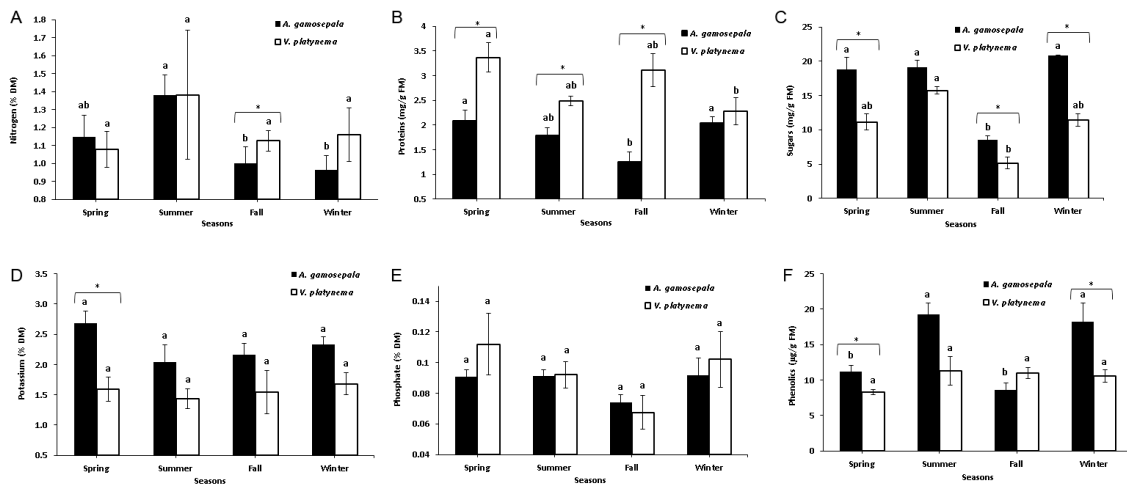 A
Nitrogen (% DM)
1.8
1.7
1.6
1.5
1.4
1.3
1.2
1.1
1.0
0.9
0.8
A. gamosepala
V. platynema
ab
a
a
a
*
b
a
b
a
Spring Summer Fall Winter
Seasons
B
Proteins (mg/g FM)
4
3.5
3
2.5
2
1.5
1
0.5
A. gamosepala
V. platynema
*
a
a
*
ab
ab
*
b
ab
a
b
Spring Summer Fall Winter
Seasons
C
Sugars (mg/g FM)
25
20
15
10
5
0
A. gamosepala
V. platynema
*
a
ab
a
a
*
b
b
*
a
ab
Spring Summer Fall Winter
Seasons
D
Potassium (% DM)
3.5
3.0
2.5
2.0
1.5
1.0
0.5
A. gamosepala
V. platynema
*
a
a
a
a
a
a
a
a
Spring Summer Fall Winter
Seasons
E
Phosphate (% DM)
0.14
0.12
0.1
0.08
0.06
0.04
A. gamosepala
V. platynema
a
a
a
a
a
a
a
a
Spring Summer Fall Winter
Seasons
F
Phenolics (µg/g FM)
25
20
15
10
5
0
A. gamosepala
V. platynema
*
b
a
a
a
b
a
*
a
a
Spring Summer Fall Winter
Seasons